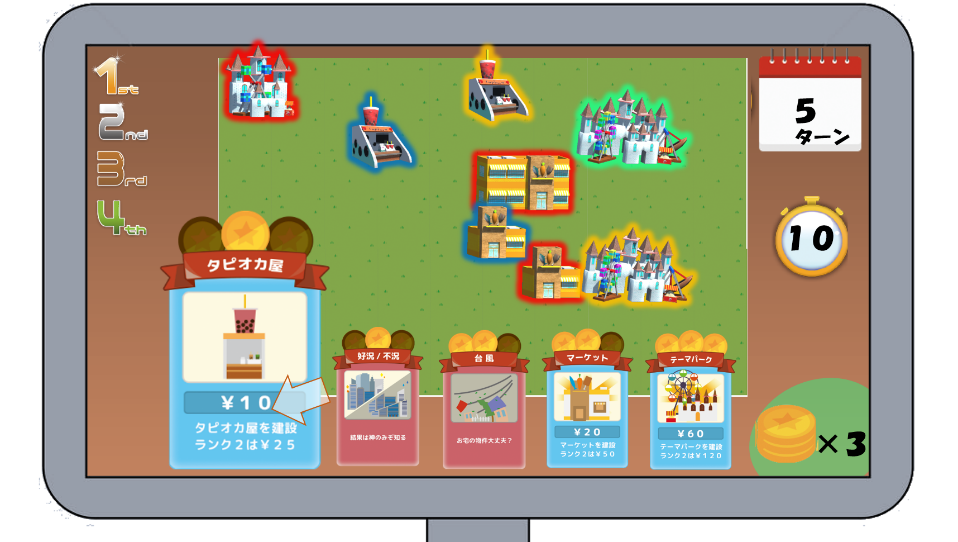 1st
2nd
3rd
4th
5
ターン
10
タピオカ屋
¥10
タピオカ屋を建設
ランク2は¥25
好況/不況
結果は神のみぞ知る
台風
お宅の物件大丈夫?
マーケット
¥20
マーケットを建設
ランク2は¥50
テーマパーク
¥60
テーマパークを建設
ランク2は¥120
×3